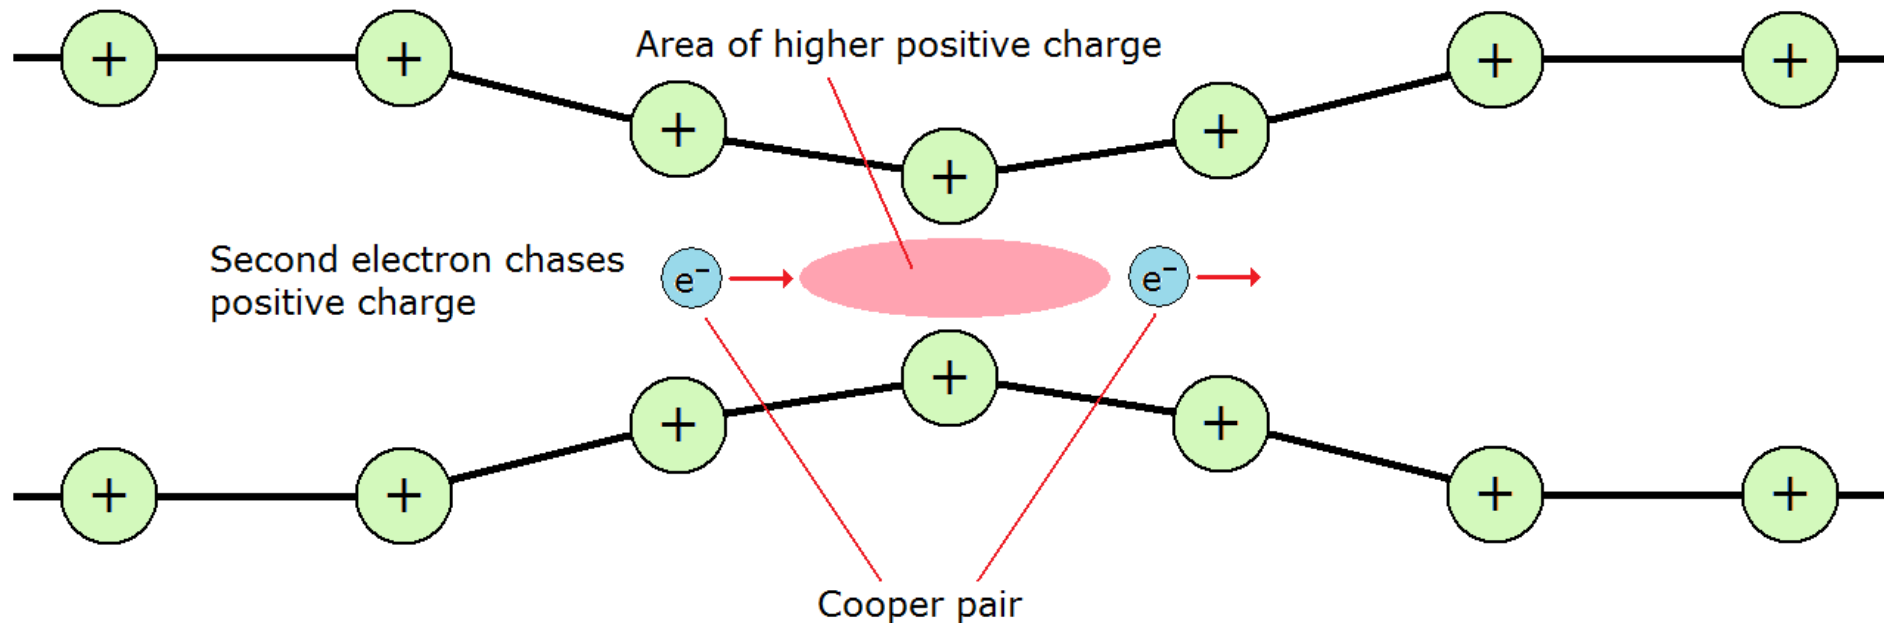 + + + + + + +
Area of higher positive charge
Second electron chases
positive charge
e⁻ e⁻
+ + + + + + +
Cooper pair